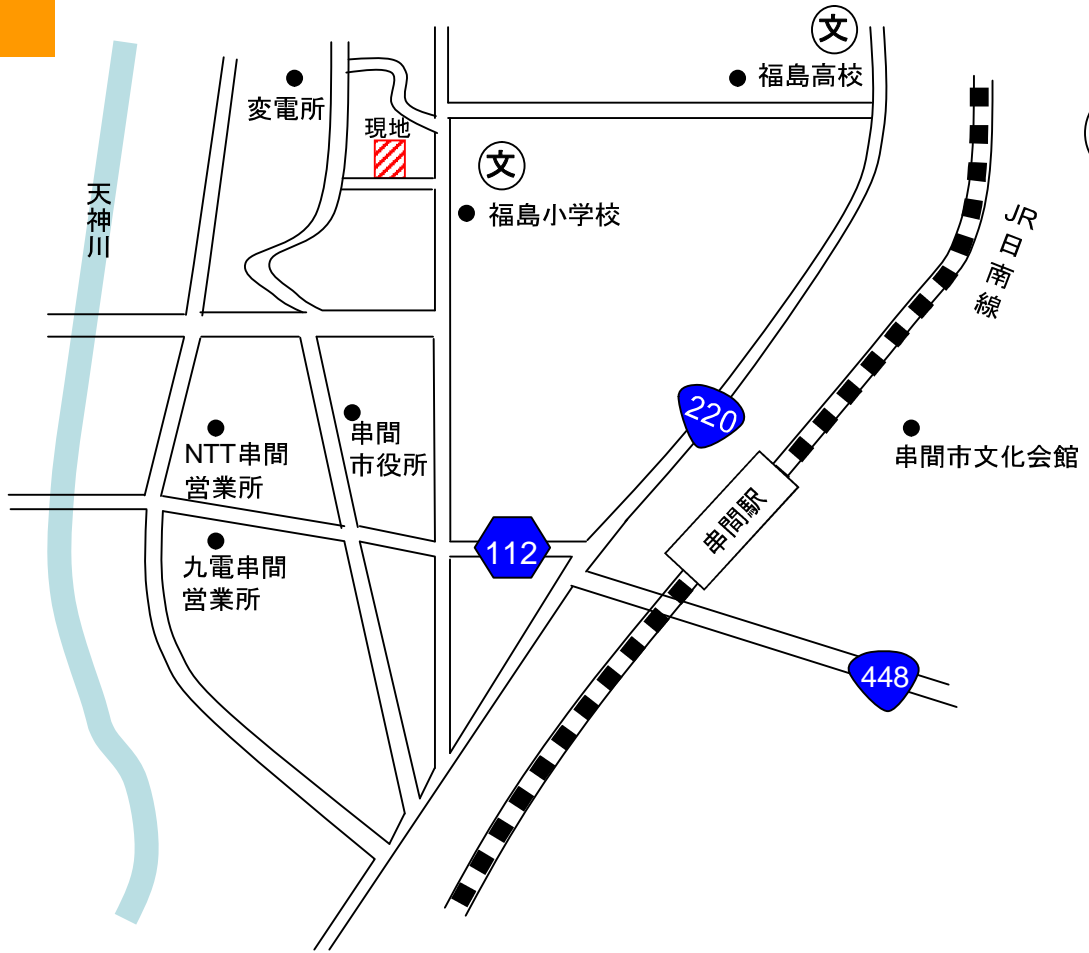 文
福島高校
変電所
現地
文
福島小学校
天神川
JR日南線
220
串間
市役所
NTT串間
営業所
串間市文化会館
串間駅
112
九電串間
営業所
448